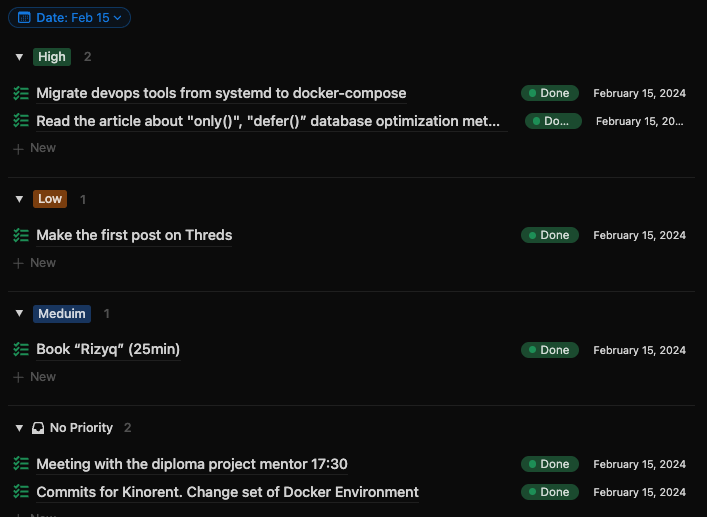 Date: Feb 15
High 2
Migrate devops tools from systemd to docker-compose Done February 15, 2024
Read the article about "only()", "defer()” database optimization met... Do... February 15, 20...
New
Low 1
Make the first post on Threds Done February 15, 2024
New
Meduim 1
Book “Rizyq” (25min) Done February 15, 2024
New
No Priority 2
Meeting with the diploma project mentor 17:30 Done February 15, 2024
Commits for Kinorent. Change set of Docker Environment Done February 15, 2024